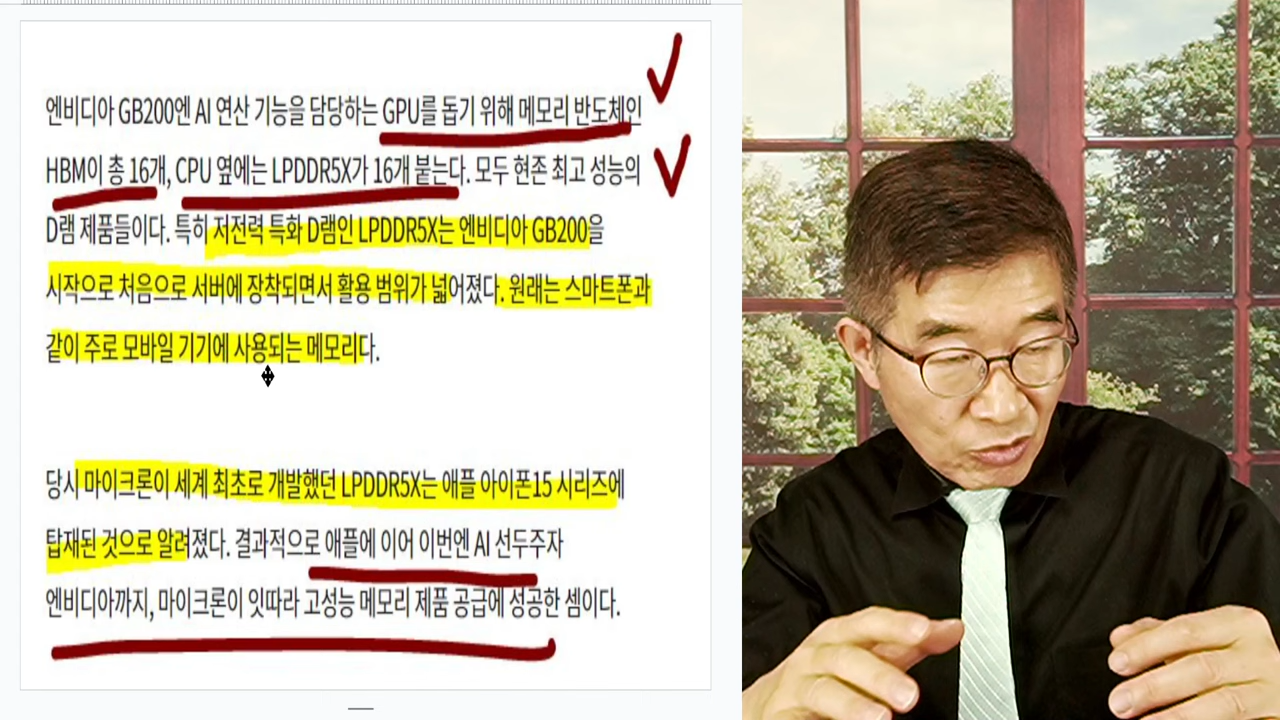 엔비디아 GB200엔 AI 연산 기능을 담당하는 GPU를 돕기 위해 메모리 반도체인
HBM이 총 16개, CPU 옆에는 LPDDR5X가 16개 붙는다. 모두 현존 최고 성능의
D램 제품들이다. 특히 저전력 특화 D램인 LPDDR5X는 엔비디아 GB200을
시작으로 처음으로 서버에 장착되면서 활용 범위가 넓어졌다. 원래는 스마트폰과
같이 주로 모바일 기기에 사용되는 메모리다.
당시 마이크론이 세계 최초로 개발했던 LPDDR5X는 애플 아이폰15 시리즈에
탑재된 것으로 알려졌다. 결과적으로 애플에 이어 이번엔 AI 선두주자
엔비디아까지, 마이크론이 잇따라 고성능 메모리 제품 공급에 성공한 셈이다.